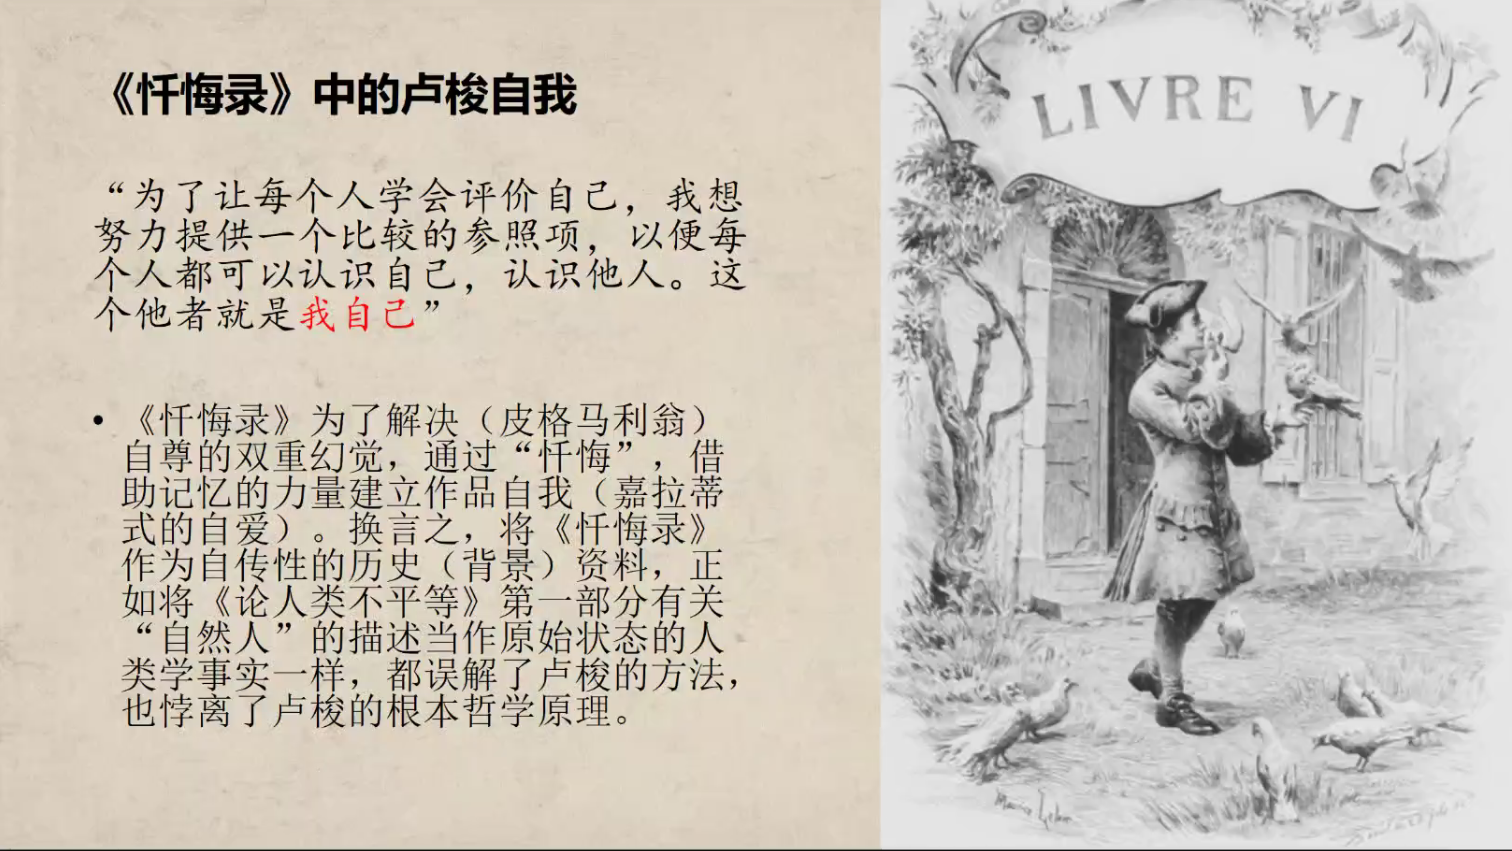 《忏悔录》中的卢梭自我
“为了让每个人学会评价自己，我想
努力提供一个比较的参照项，以便每
个人都可以认识自己，认识他人。这
个他者就是我自己”
• 《忏悔录》为了解决（皮格马利翁）
自尊的双重幻觉，通过“忏悔”，借
助记忆的力量建立作品自我（嘉拉蒂
式的自爱）。换言之，将《忏悔录》
作为自传性的历史（背景）资料，正
如将《论人类不平等》第一部分有关
“自然人”的描述当作原始状态的人
类学事实一样，都误解了卢梭的方法，
也悖离了卢梭的根本哲学原理。
LIVRE VI